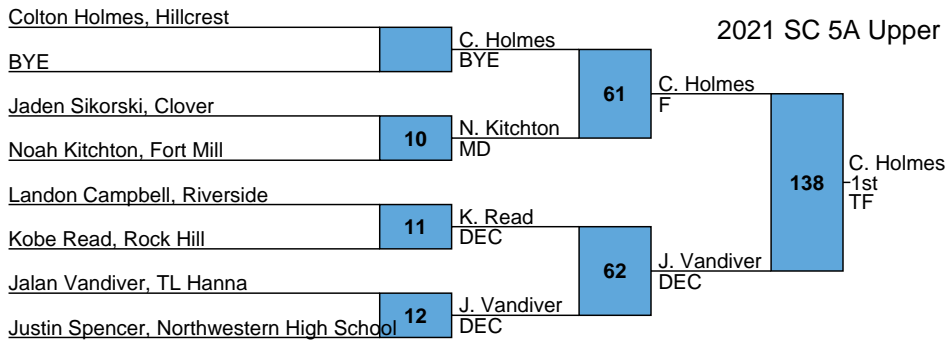 Colton Holmes, Hillcrest
2021 SC 5A Upper
C. Holmes
BYE
BYE
61
C. Holmes
F
Jaden Sikorski, Clover
10
N. Kitchton
MD
Noah Kitchton, Fort Mill
138
C. Holmes
1st
TF
Landon Campbell, Riverside
11
K. Read
DEC
Kobe Read, Rock Hill
62
J. Vandiver
DEC
Jalan Vandiver, TL Hanna
12
J. Vandiver
DEC
Justin Spencer, Northwestern High School